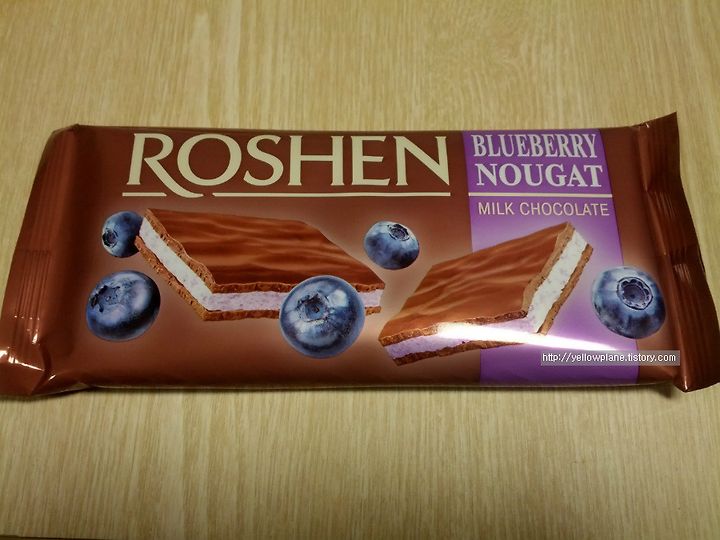 ROSHEN
BLUEBERRY
NOUGAT
MILK CHOCOLATE
http://yellowplane.tistory.com